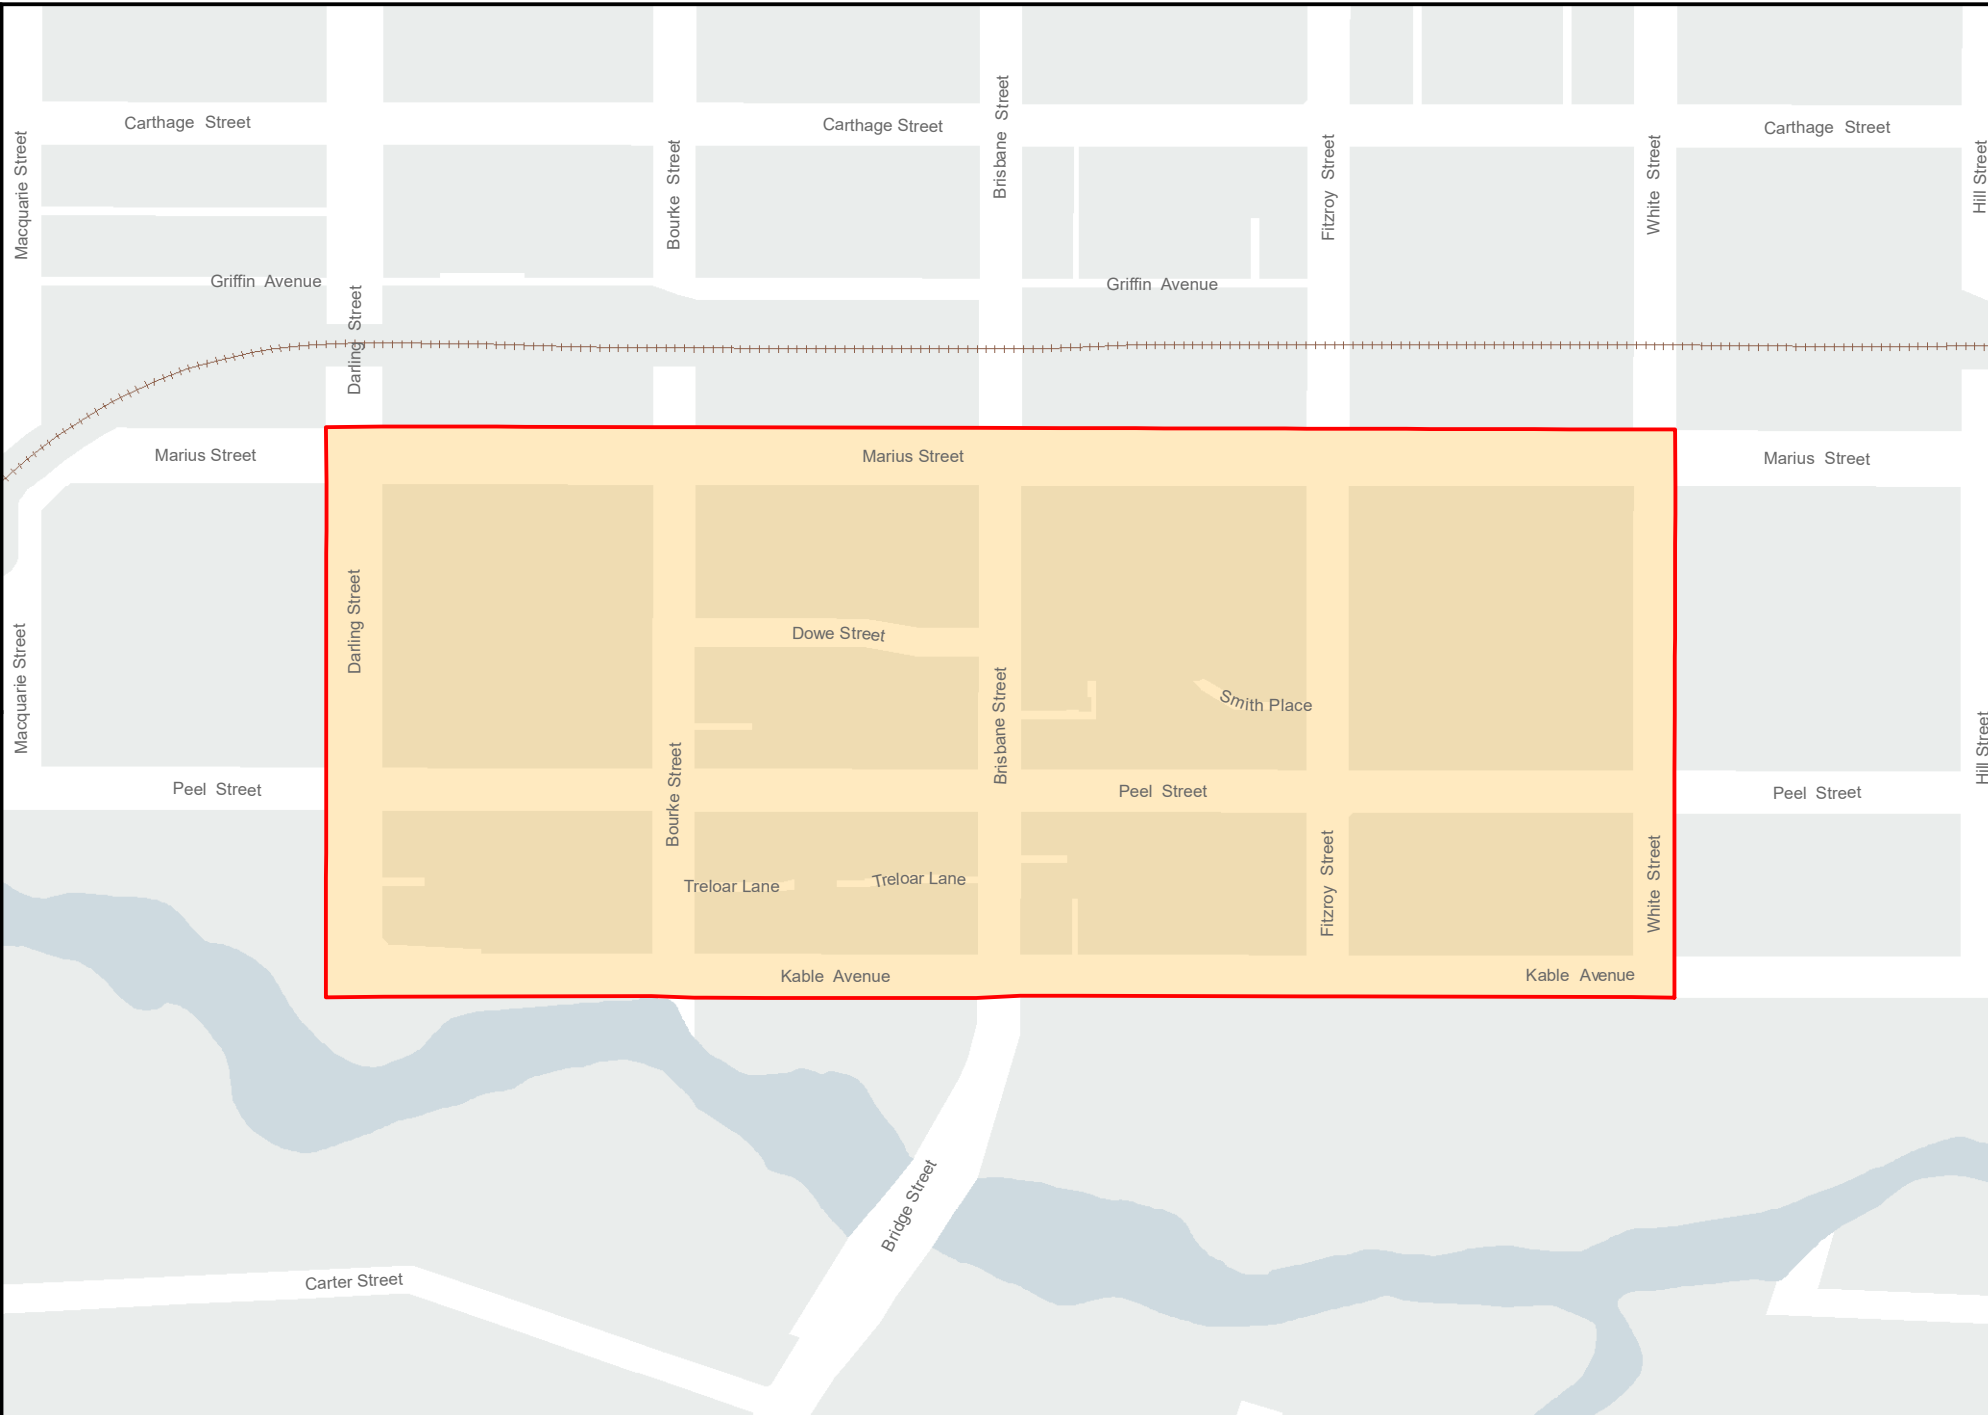 Carthage Street
Carthage Street
Carthage Street
Macquarie Street
Bourke Street
Brisbane Street
Fitzroy Street
White Street
Hill Street
Griffin Avenue
Griffin Avenue
Darling Street
Marius Street
Marius Street
Marius Street
Darling Street
Dowe Street
Macquarie Street
Brisbane Street
Smith Place
Hill Street
Peel Street
Bourke Street
Peel Street
Peel Street
Treloar Lane
Treloar Lane
Fitzroy Street
White Street
Kable Avenue
Kable Avenue
Bridge Street
Carter Street